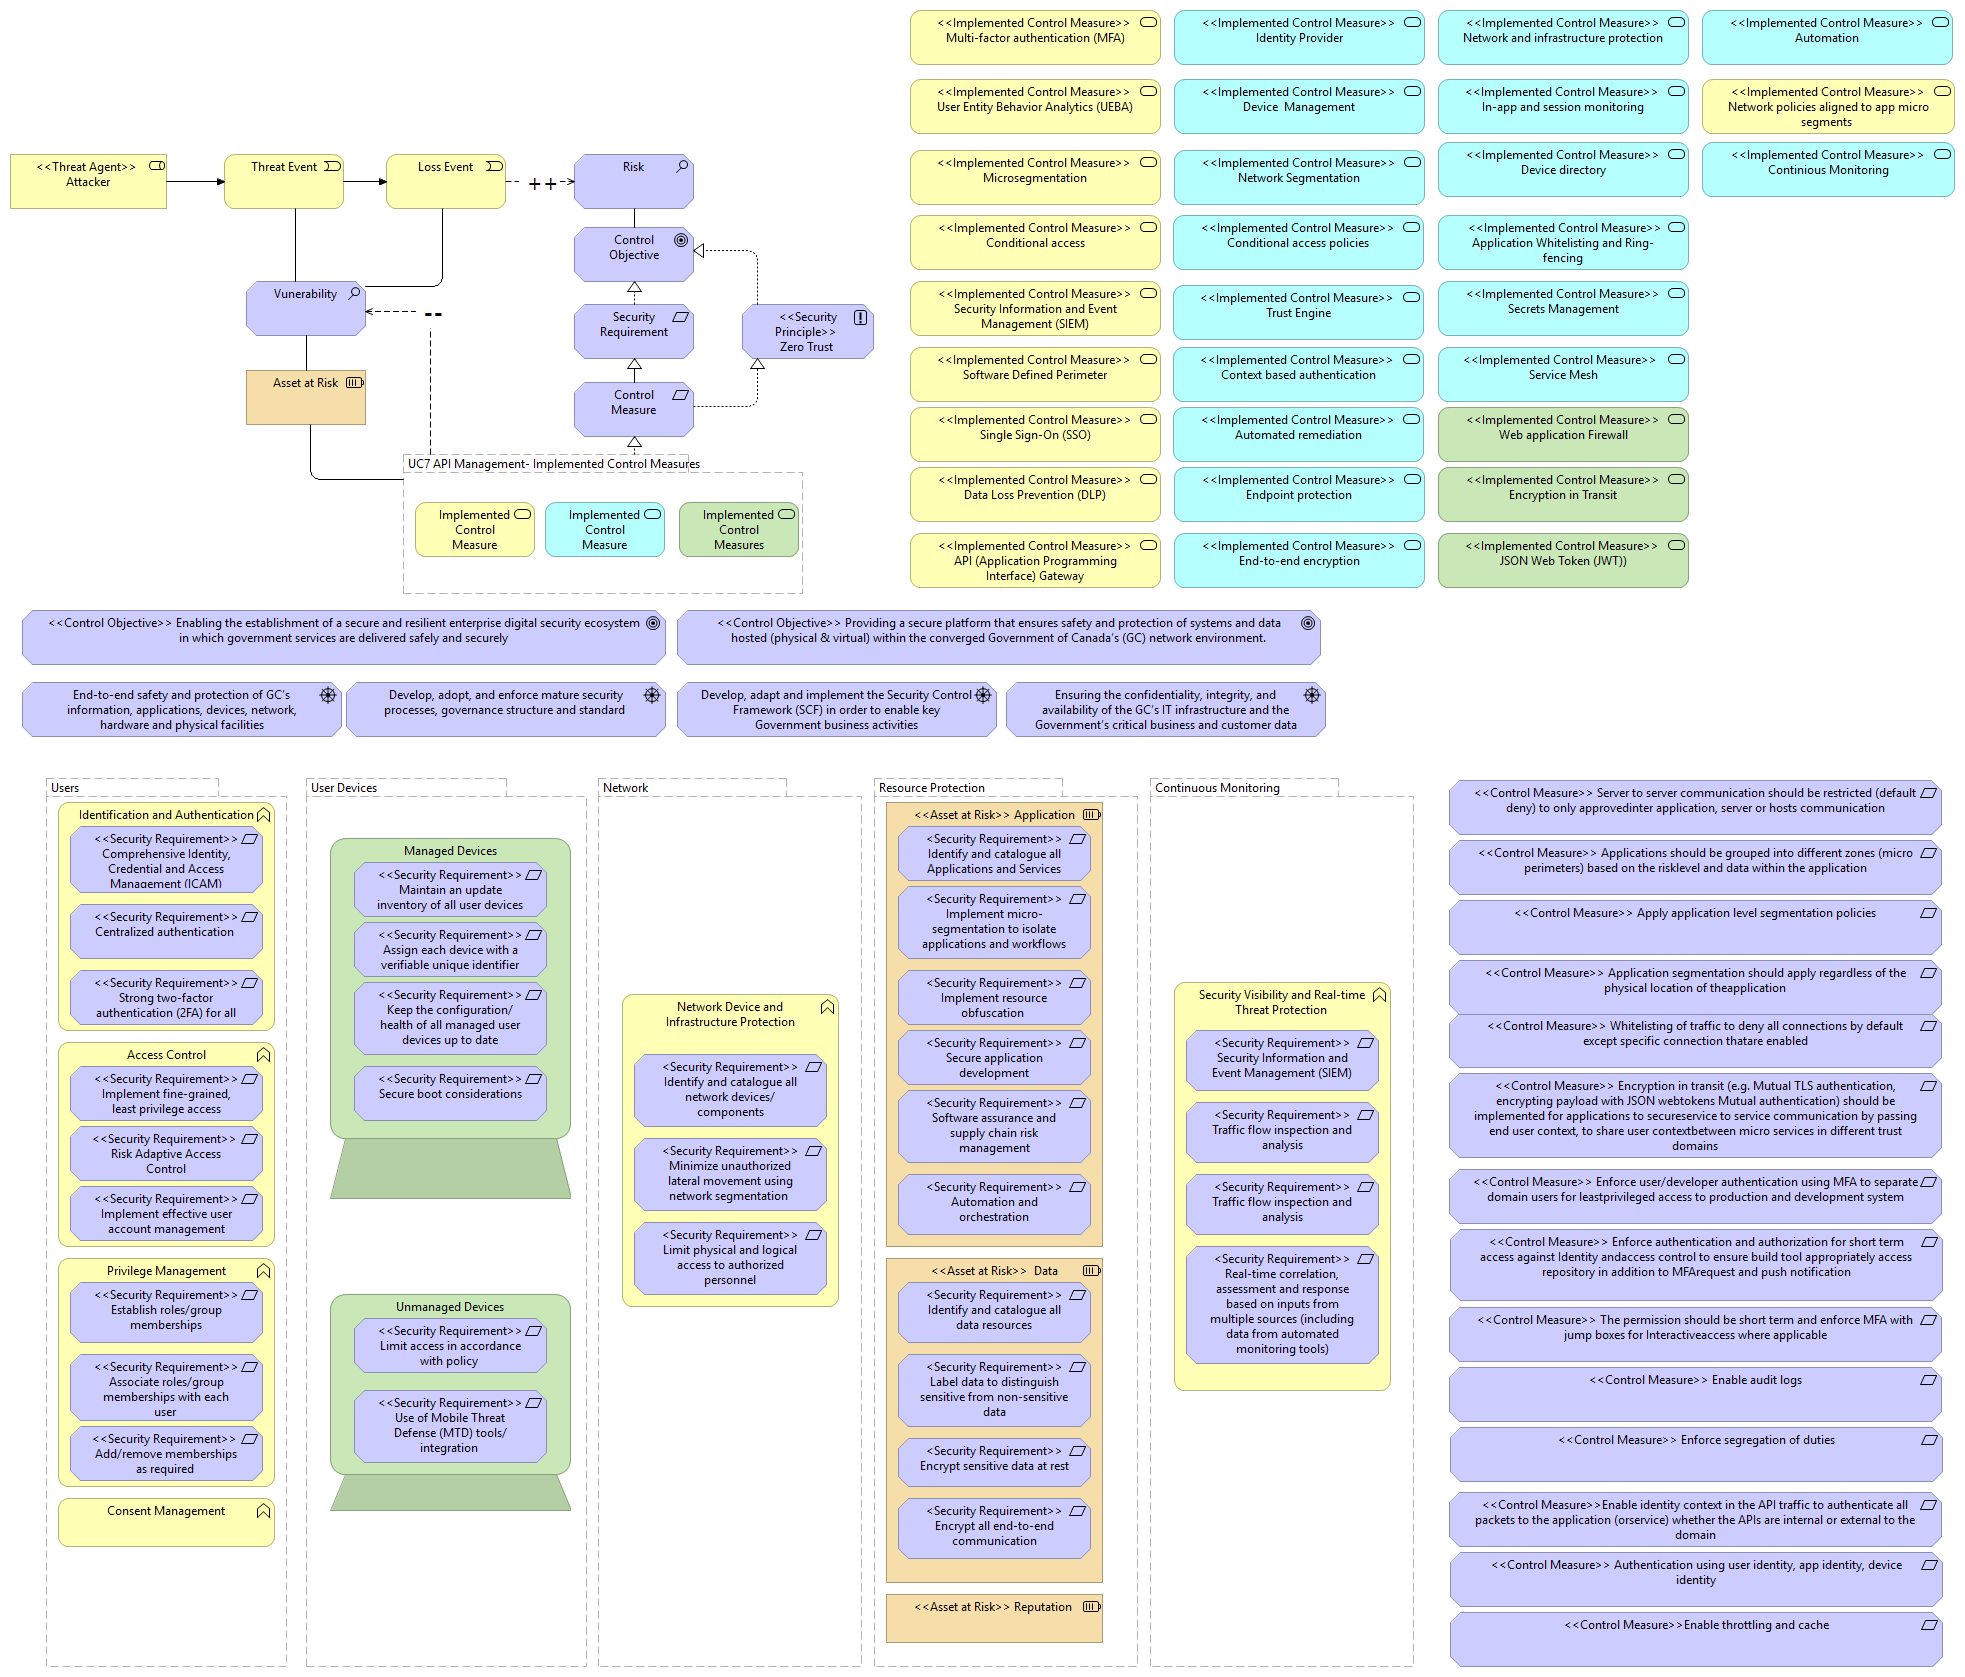 <<Threat Agent>>
Attacker
Threat Event
Loss Event
++
Risk
Control
Objective
Vunerability
--
Security
Requirement
<<Security
Principle>>
Zero Trust
Asset at Risk
Control
Measure
UC7 API Management- Implemented Control Measures
Implemented
Control
Measure
Implemented
Control
Measure
Implemented
Control
Measures
<<Implemented Control Measure>>
Multi-factor authentication (MFA)
<<Implemented Control Measure>>
Identity Provider
<<Implemented Control Measure>>
Network and infrastructure protection
<<Implemented Control Measure>>
Automation
<<Implemented Control Measure>>
User Entity Behavior Analytics (UEBA)
<<Implemented Control Measure>>
Device  Management
<<Implemented Control Measure>>
In-app and session monitoring
<<Implemented Control Measure>>
Network policies aligned to app micro
segments
<<Implemented Control Measure>>
Microsegmentation
<<Implemented Control Measure>>
Network Segmentation
<<Implemented Control Measure>>
Device directory
<<Implemented Control Measure>>
Continious Monitoring
<<Implemented Control Measure>>
Conditional access
<<Implemented Control Measure>>
Conditional access policies
<<Implemented Control Measure>>
Application Whitelisting and Ring-
fencing
<<Implemented Control Measure>>
Security Information and Event
Management (SIEM)
<<Implemented Control Measure>>
Trust Engine
<<Implemented Control Measure>>
Secrets Management
<<Implemented Control Measure>>
Software Defined Perimeter
<<Implemented Control Measure>>
Context based authentication
<<Implemented Control Measure>>
Service Mesh
<<Implemented Control Measure>>
Single Sign-On (SSO)
<<Implemented Control Measure>>
Automated remediation
<<Implemented Control Measure>>
Web application Firewall
<<Implemented Control Measure>>
Data Loss Prevention (DLP)
<<Implemented Control Measure>>
Endpoint protection
<<Implemented Control Measure>>
Encryption in Transit
<<Implemented Control Measure>>
API (Application Programming
Interface) Gateway
<<Implemented Control Measure>>
End-to-end encryption
<<Implemented Control Measure>>
JSON Web Token (JWT))
<<Control Objective>> Enabling the establishment of a secure and resilient enterprise digital security ecosystem
in which government services are delivered safely and securely
<<Control Objective>> Providing a secure platform that ensures safety and protection of systems and data
hosted (physical & virtual) within the converged Government of Canada's (GC) network environment.
End-to-end safety and protection of GC's
information, applications, devices, network,
hardware and physical facilities
Develop, adopt, and enforce mature security
processes, governance structure and standard
Develop, adapt and implement the Security Control
Framework (SCF) in order to enable key
Government business activities
Ensuring the confidentiality, integrity, and
availability of the GC's IT infrastructure and the
Government's critical business and customer data
Users
Identification and Authentication
<<Security Requirement>>
Comprehensive Identity,
Credential and Access
Management (ICAM)
<<Security Requirement>>
Centralized authentication
<<Security Requirement>>
Strong two-factor
authentication (2FA) for all
Access Control
<<Security Requirement>>
Implement fine-grained,
least privilege access
<<Security Requirement>>
Risk Adaptive Access
Control
<<Security Requirement>>
Implement effective user
account management
Privilege Management
<<Security Requirement>>
Establish roles/group
memberships
<<Security Requirement>>
Associate roles/group
memberships with each
user
<<Security Requirement>>
Add/remove memberships
as required
Consent Management
User Devices
Managed Devices
<<Security Requirement>>
Maintain an update
inventory of all user devices
<<Security Requirement>>
Assign each device with a
verifiable unique identifier
<<Security Requirement>>
Keep the configuration/
health of all managed user
devices up to date
<<Security Requirement>>
Secure boot considerations
Unmanaged Devices
<<Security Requirement>>
Limit access in accordance
with policy
<<Security Requirement>>
Use of Mobile Threat
Defense (MTD) tools/
integration
Network
Network Device and
Infrastructure Protection
<Security Requirement>>
Identify and catalogue all
network devices/
components
<Security Requirement>>
Minimize unauthorized
lateral movement using
network segmentation
<Security Requirement>>
Limit physical and logical
access to authorized
personnel
Resource Protection
<<Asset at Risk>> Application
<Security Requirement>>
Identify and catalogue all
Applications and Services
<Security Requirement>>
Implement micro-
segmentation to isolate
applications and workflows
<Security Requirement>>
Implement resource
obfuscation
<Security Requirement>>
Secure application
development
<Security Requirement>>
Software assurance and
supply chain risk
management
<Security Requirement>>
Automation and
orchestration
<<Asset at Risk>>  Data
<Security Requirement>>
Identify and catalogue all
data resources
<Security Requirement>>
Label data to distinguish
sensitive from non-sensitive
data
<Security Requirement>>
Encrypt sensitive data at rest
<Security Requirement>>
Encrypt all end-to-end
communication
<<Asset at Risk>> Reputation
Continuous Monitoring
Security Visibility and Real-time
Threat Protection
<Security Requirement>>
Security Information and
Event Management (SIEM)
<Security Requirement>>
Traffic flow inspection and
analysis
<Security Requirement>>
Traffic flow inspection and
analysis
<Security Requirement>>
Real-time correlation,
assessment and response
based on inputs from
multiple sources (including
data from automated
monitoring tools)
<<Control Measure>> Server to server communication should be restricted (default
deny) to only approvedinter application, server or hosts communication
<<Control Measure>> Applications should be grouped into different zones (micro
perimeters) based on the risklevel and data within the application
<<Control Measure>> Apply application level segmentation policies
<<Control Measure>> Application segmentation should apply regardless of the
physical location of theapplication
<<Control Measure>> Whitelisting of traffic to deny all connections by default
except specific connection thatare enabled
<<Control Measure>> Encryption in transit (e.g. Mutual TLS authentication,
encrypting payload with JSON webtokens Mutual authentication) should be
implemented for applications to secureservice to service communication by passing
end user context, to share user contextbetween micro services in different trust
domains
<<Control Measure>> Enforce user/developer authentication using MFA to separate
domain users for leastprivileged access to production and development system
<<Control Measure>> Enforce authentication and authorization for short term
access against Identity andaccess control to ensure build tool appropriately access
repository in addition to MFArequest and push notification
<<Control Measure>> The permission should be short term and enforce MFA with
jump boxes for Interactiveaccess where applicable
<<Control Measure>> Enable audit logs
<<Control Measure>> Enforce segregation of duties
<<Control Measure>>Enable identity context in the API traffic to authenticate all
packets to the application (orservice) whether the APIs are internal or external to the
domain
<<Control Measure>> Authentication using user identity, app identity, device
identity
<<Control Measure>>Enable throttling and cache